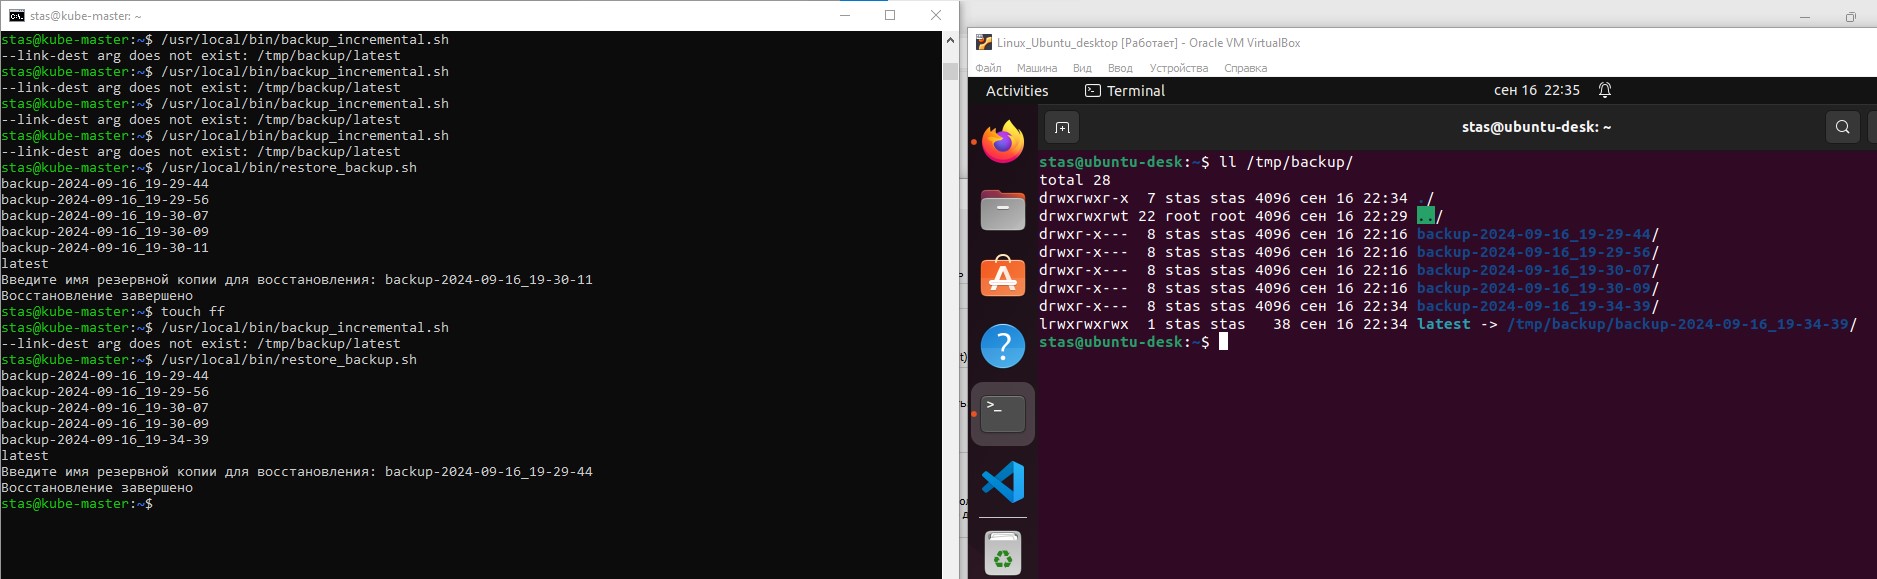 stas@kube-master: ~
stas@kube-master:~$ /usr/local/bin/backup_incremental.sh
--link-dest arg does not exist: /tmp/backup/latest
stas@kube-master:~$ /usr/local/bin/backup_incremental.sh
--link-dest arg does not exist: /tmp/backup/latest
stas@kube-master:~$ /usr/local/bin/backup_incremental.sh
--link-dest arg does not exist: /tmp/backup/latest
stas@kube-master:~$ /usr/local/bin/backup_incremental.sh
--link-dest arg does not exist: /tmp/backup/latest
stas@kube-master:~$ /usr/local/bin/restore_backup.sh
backup-2024-09-16_19-29-44
backup-2024-09-16_19-29-56
backup-2024-09-16_19-30-07
backup-2024-09-16_19-30-09
backup-2024-09-16_19-30-11
latest
Введите имя резервной копии для восстановления: backup-2024-09-16_19-30-11
Восстановление завершено
stas@kube-master:~$ touch ff
stas@kube-master:~$ /usr/local/bin/backup_incremental.sh
--link-dest arg does not exist: /tmp/backup/latest
stas@kube-master:~$ /usr/local/bin/restore_backup.sh
backup-2024-09-16_19-29-44
backup-2024-09-16_19-29-56
backup-2024-09-16_19-30-07
backup-2024-09-16_19-30-09
backup-2024-09-16_19-34-39
latest
Введите имя резервной копии для восстановления: backup-2024-09-16_19-29-44
Восстановление завершено
stas@kube-master:~$
Linux_Ubuntu_desktop [Работает] - Oracle VM VirtualBox
Файл Машина Вид Ввод Устройства Справка
Activities Terminal сен 16 22:35
stas@ubuntu-desk: ~
stas@ubuntu-desk:~$ ll /tmp/backup/
total 28
drwxrwxr-x 7 stas stas 4096 сен 16 22:34 ./
drwxrwxrwt 22 root root 4096 сен 16 22:29 ../
drwxr-x--- 8 stas stas 4096 сен 16 22:16 backup-2024-09-16_19-29-44/
drwxr-x--- 8 stas stas 4096 сен 16 22:16 backup-2024-09-16_19-29-56/
drwxr-x--- 8 stas stas 4096 сен 16 22:16 backup-2024-09-16_19-30-07/
drwxr-x--- 8 stas stas 4096 сен 16 22:16 backup-2024-09-16_19-30-09/
drwxr-x--- 8 stas stas 4096 сен 16 22:34 backup-2024-09-16_19-34-39/
lrwxrwxrwx 1 stas stas 38 сен 16 22:34 latest -> /tmp/backup/backup-2024-09-16_19-34-39/
stas@ubuntu-desk:~$